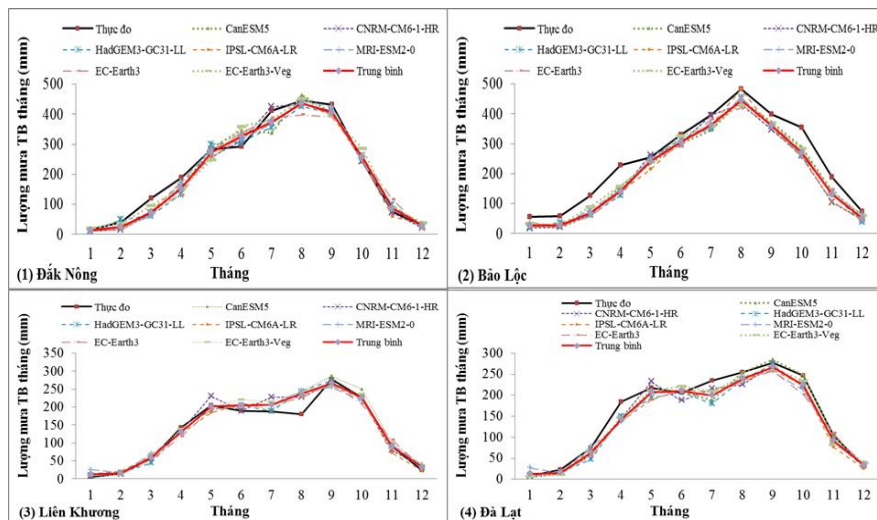 Thực đo CanESM5 CNRM-CM6-1-HR
HadGEM3-GC31-LL IPSL-CM6A-LR MRI-ESM2-0
EC-Earth3 EC-Earth3-Veg Trung bình
Lượng mưa TB tháng (mm)
500
400
300
200
100
0
1 2 3 4 5 6 7 8 9 10 11 12
(1) Đắk Nông Tháng
Thực đo CanESM5 CNRM-CM6-1-HR
HadGEM3-GC31-LL IPSL-CM6A-LR MRI-ESM2-0
EC-Earth3 EC-Earth3-Veg Trung bình
Lượng mưa TB tháng (mm)
500
400
300
200
100
0
1 2 3 4 5 6 7 8 9 10 11 12
(2) Bảo Lộc Tháng
Thực đo CanESM5 CNRM-CM6-1-HR
HadGEM3-GC31-LL IPSL-CM6A-LR MRI-ESM2-0
EC-Earth3 EC-Earth3-Veg Trung bình
Lượng mưa TB tháng (mm)
350
300
250
200
150
100
50
0
1 2 3 4 5 6 7 8 9 10 11 12
(3) Liên Khương Tháng
Thực đo CanESM5
CNRM-CM6-1-HR HadGEM3-GC31-LL
IPSL-CM6A-LR MRI-ESM2-0
EC-Earth3 EC-Earth3-Veg
Trung bình
Lượng mưa TB tháng (mm)
300
250
200
150
100
50
0
1 2 3 4 5 6 7 8 9 10 11 12
(4) Đà Lạt Tháng